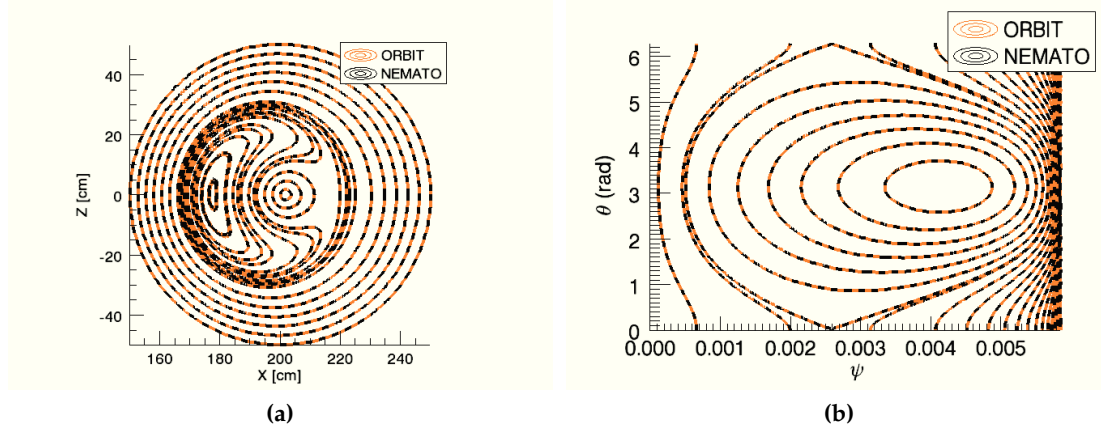 ORBIT
NEMATO
40
20
0
-20
-40
Z [cm]
160 180 200 220 240
X [cm]
(a)
ORBIT
NEMATO
6
5
4
3
2
1
0
θ (rad)
0.000 0.001 0.002 0.003 0.004 0.005
ψ
(b)